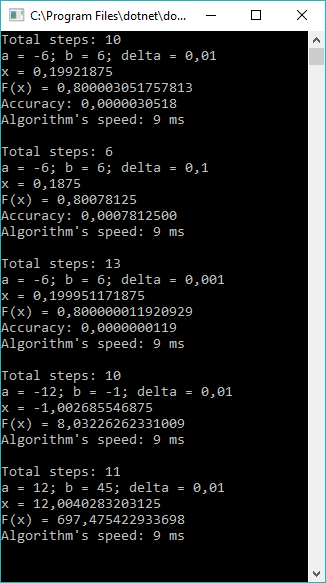 C:\Program Files\dotnet\do...
Total steps: 10
a = -6; b = 6; delta = 0,01
x = 0,19921875
F(x) = 0,800003051757813
Accuracy: 0,0000030518
Algorithm's speed: 9 ms
Total steps: 6
a = -6; b = 6; delta = 0,1
x = 0,1875
F(x) = 0,80078125
Accuracy: 0,0007812500
Algorithm's speed: 9 ms
Total steps: 13
a = -6; b = 6; delta = 0,001
x = 0,199951171875
F(x) = 0,800000011920929
Accuracy: 0,0000000119
Algorithm's speed: 9 ms
Total steps: 10
a = -12; b = -1; delta = 0,01
x = -1,002685546875
F(x) = 8,03226262331009
Algorithm's speed: 9 ms
Total steps: 11
a = 12; b = 45; delta = 0,01
x = 12,0040283203125
F(x) = 697,475422933698
Algorithm's speed: 9 ms